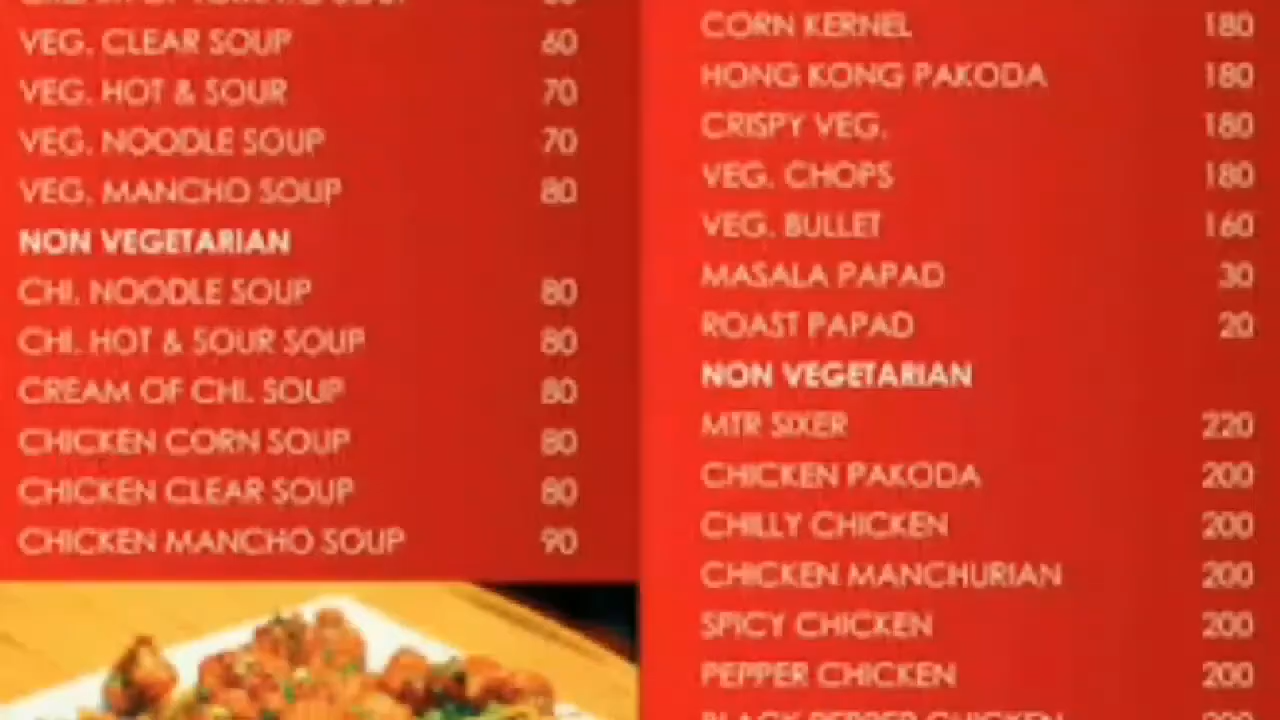 VEG. CLEAR SOUP 60
VEG. HOT & SOUR 70
VEG. NOODLE SOUP 70
VEG. MANCHO SOUP 80
NON VEGETARIAN
CHI. NOODLE SOUP 80
CHI. HOT & SOUR SOUP 80
CREAM OF CHI. SOUP 80
CHICKEN CORN SOUP 80
CHICKEN CLEAR SOUP 80
CHICKEN MANCHO SOUP 90
CORN KERNEL 180
HONG KONG PAKODA 180
CRISPY VEG. 180
VEG. CHOPS 180
VEG. BULLET 160
MASALA PAPAD 30
ROAST PAPAD 20
NON VEGETARIAN
MTR SIXER 220
CHICKEN PAKODA 200
CHILLY CHICKEN 200
CHICKEN MANCHURIAN 200
SPICY CHICKEN 200
PEPPER CHICKEN 200
BLACK PEPPER CHICKEN